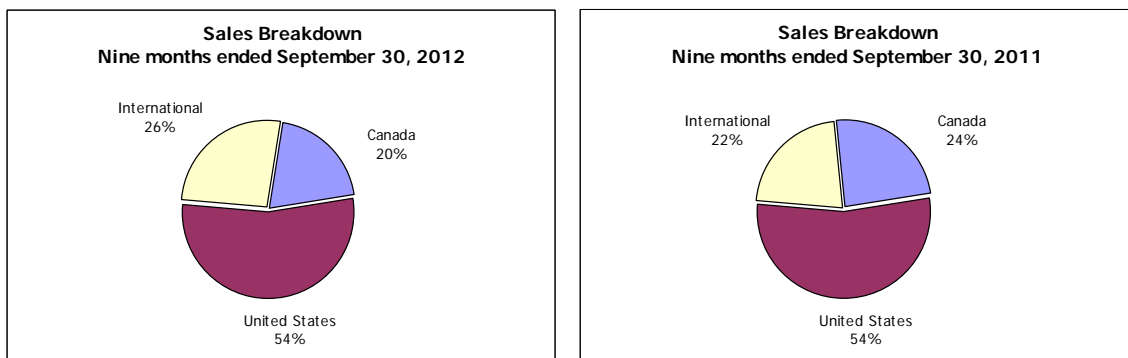 Sales Breakdown
Nine months ended September 30, 2012
International
26%
Canada
20%
United States
54%
Sales Breakdown
Nine months ended September 30, 2011
International
22%
Canada
24%
United States
54%